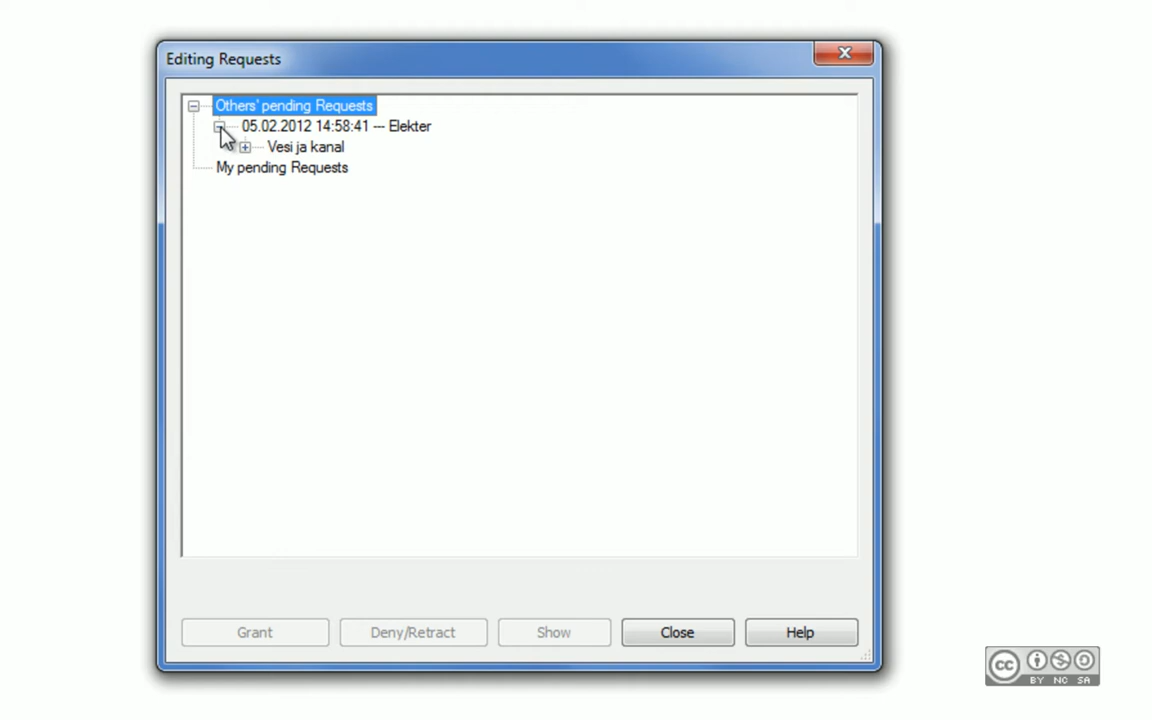 Editing Requests
Others' pending Requests
05.02.2012 14:58:41 --- Elekter
Vesi ja kanal
My pending Requests
Grant
Deny/Retract
Show
Close
Help
cc
BY NC SA